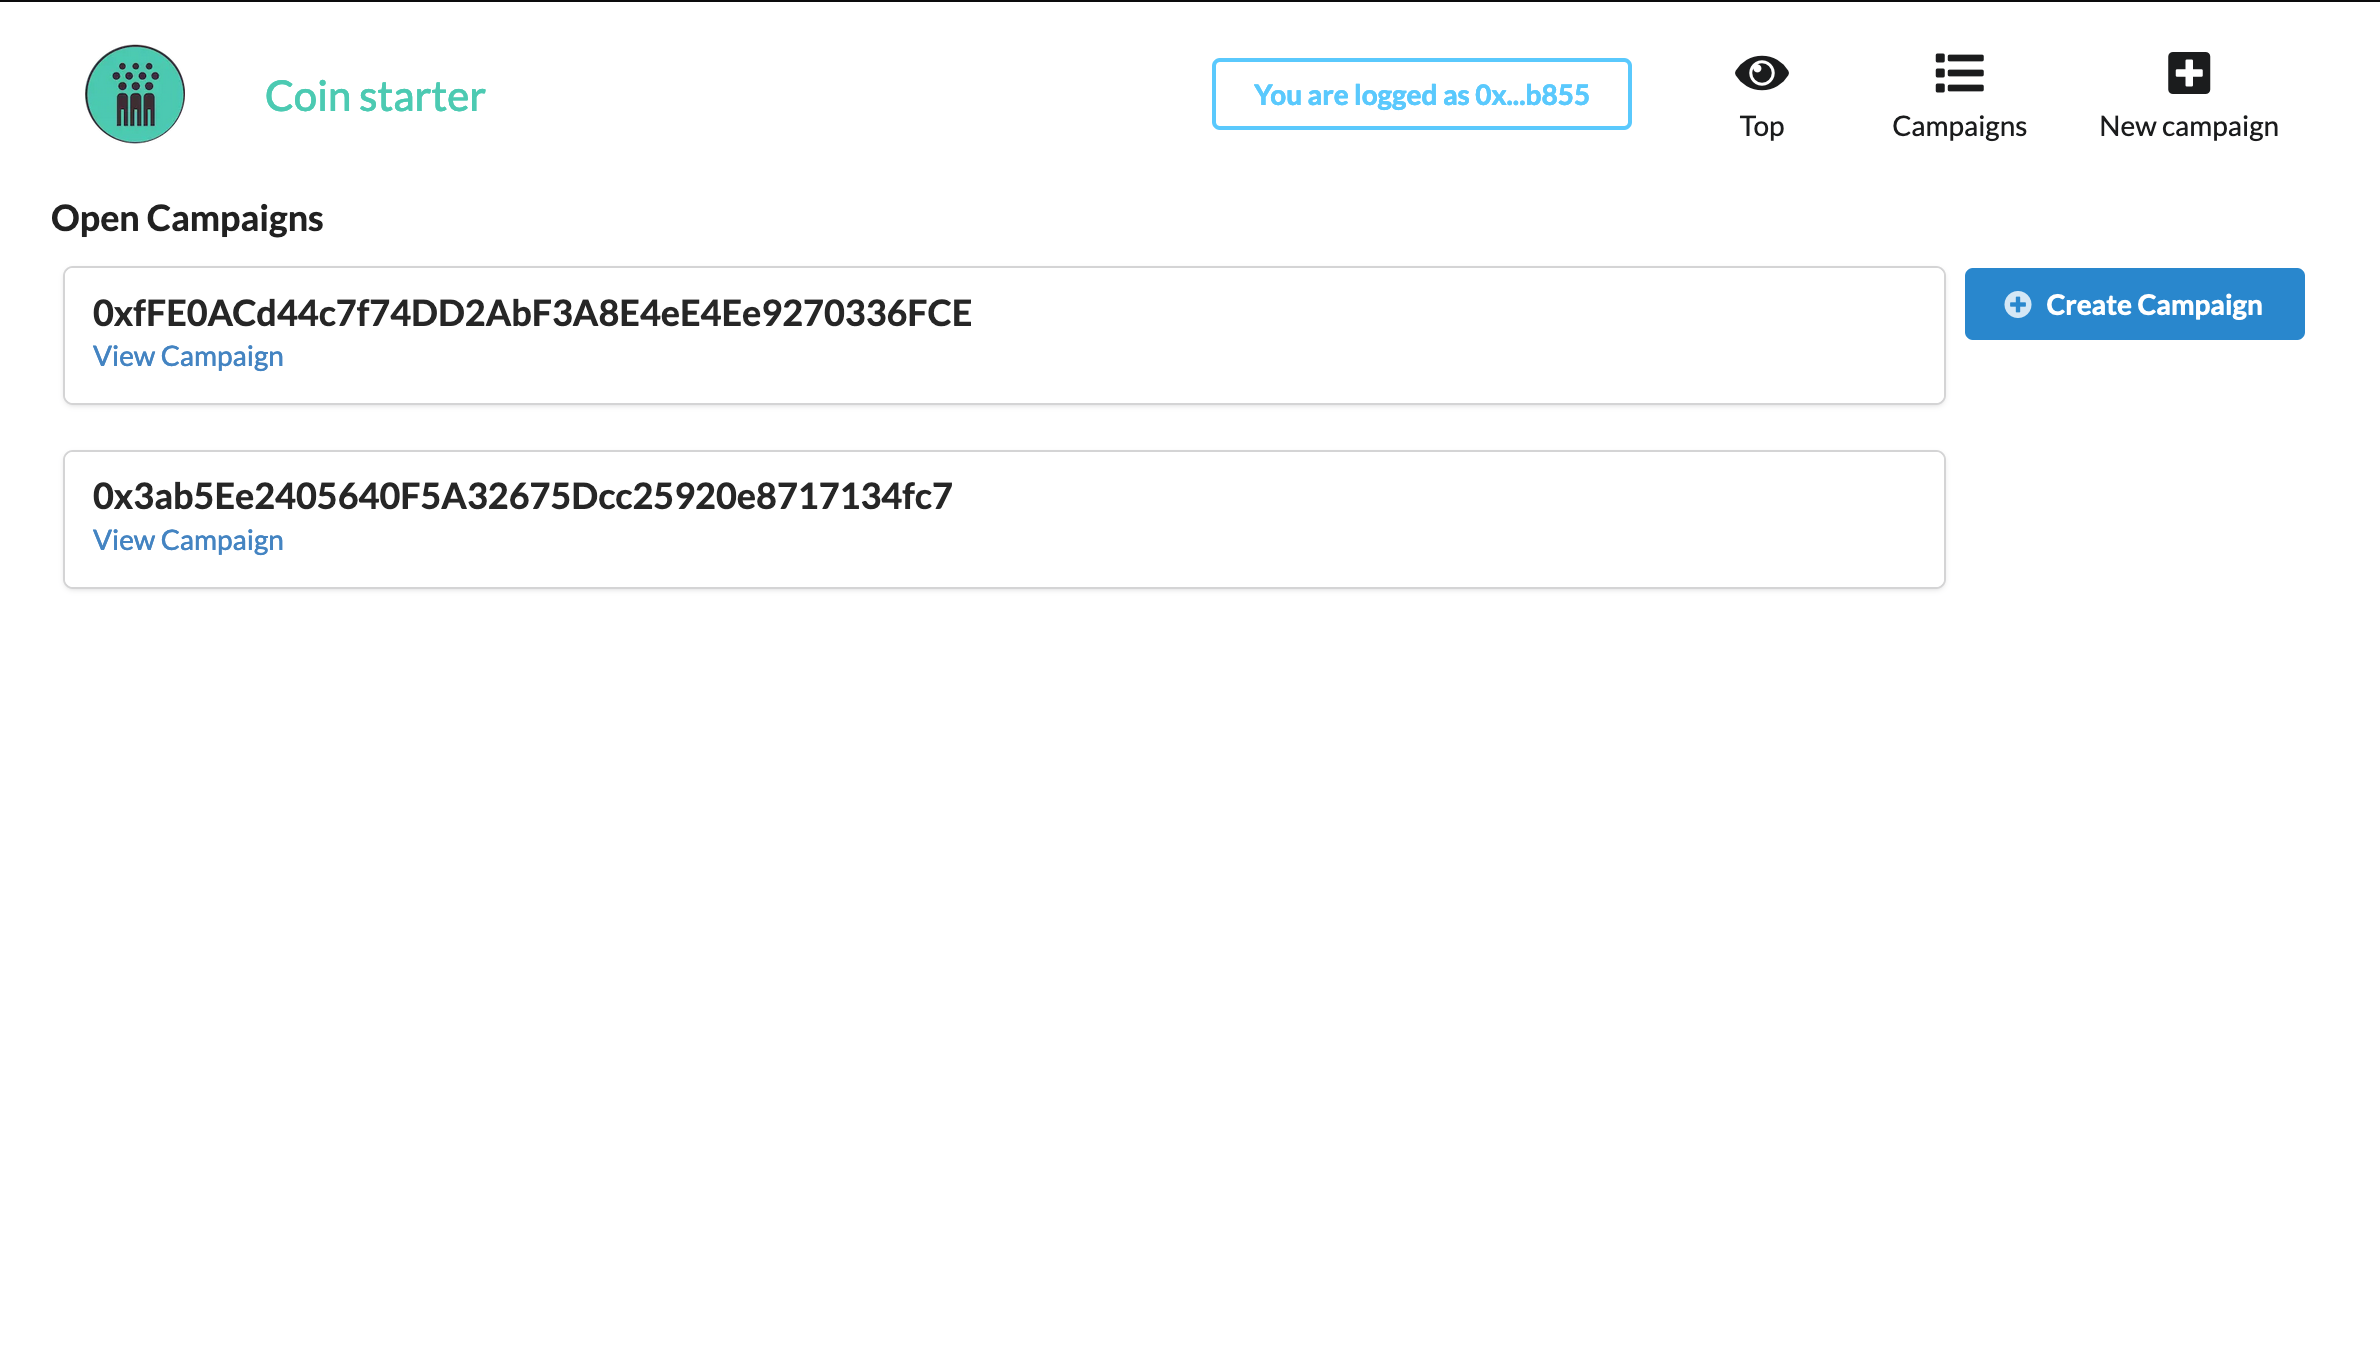 Coin starter
You are logged as 0x...b855
Top
Campaigns
New campaign
Open Campaigns
0xfFE0ACd44c7f74DD2AbF3A8E4eE4Ee9270336FCE
View Campaign
Create Campaign
0x3ab5Ee2405640F5A32675Dcc25920e8717134fc7
View Campaign